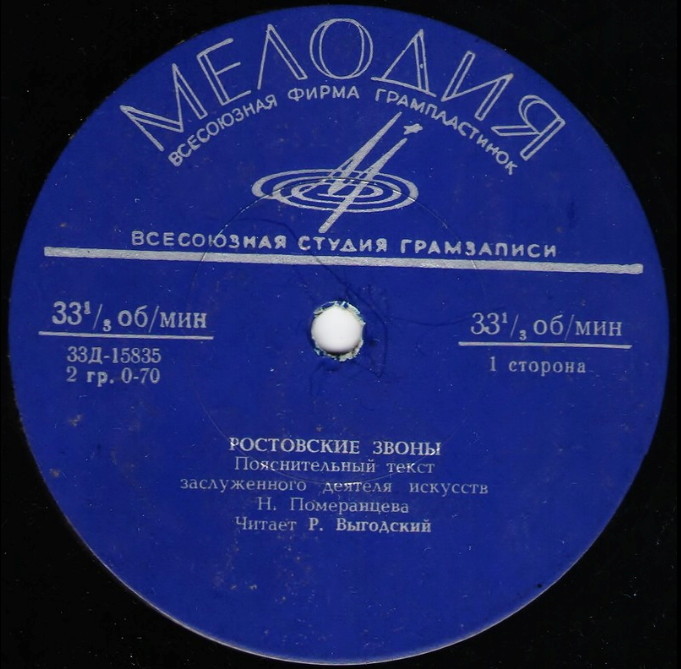 МЕЛОДИЯ
ВСЕСОЮЗНАЯ ФИРМА ГРАМПЛАСТИНОК
ВСЕСОЮЗНАЯ СТУДИЯ ГРАМЗАПИСИ
33¹/₃ об/мин
33Д-15835
2 гр. 0-70
33¹/₃ об/мин
1 сторона
РОСТОВСКИЕ ЗВОНЫ
Пояснительный текст
заслуженного деятеля искусств
Н. Померанцева
Читает Р. Выгодский